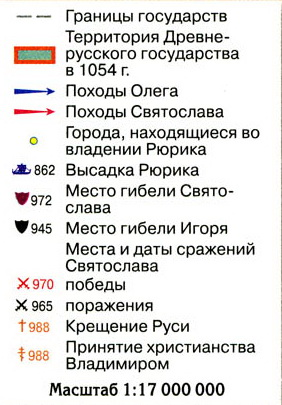 Границы государств
Территория Древне-
русского государства
в 1054 г.
Походы Олега
Походы Святослава
Города, находящиеся во
владении Рюрика
862 Высадка Рюрика
972 Место гибели Свято-
слава
945 Место гибели Игоря
Места и даты сражений
Святослава
970 победы
965 поражения
988 Крещение Руси
988 Принятие христианства
Владимиром
Масштаб 1:17 000 000